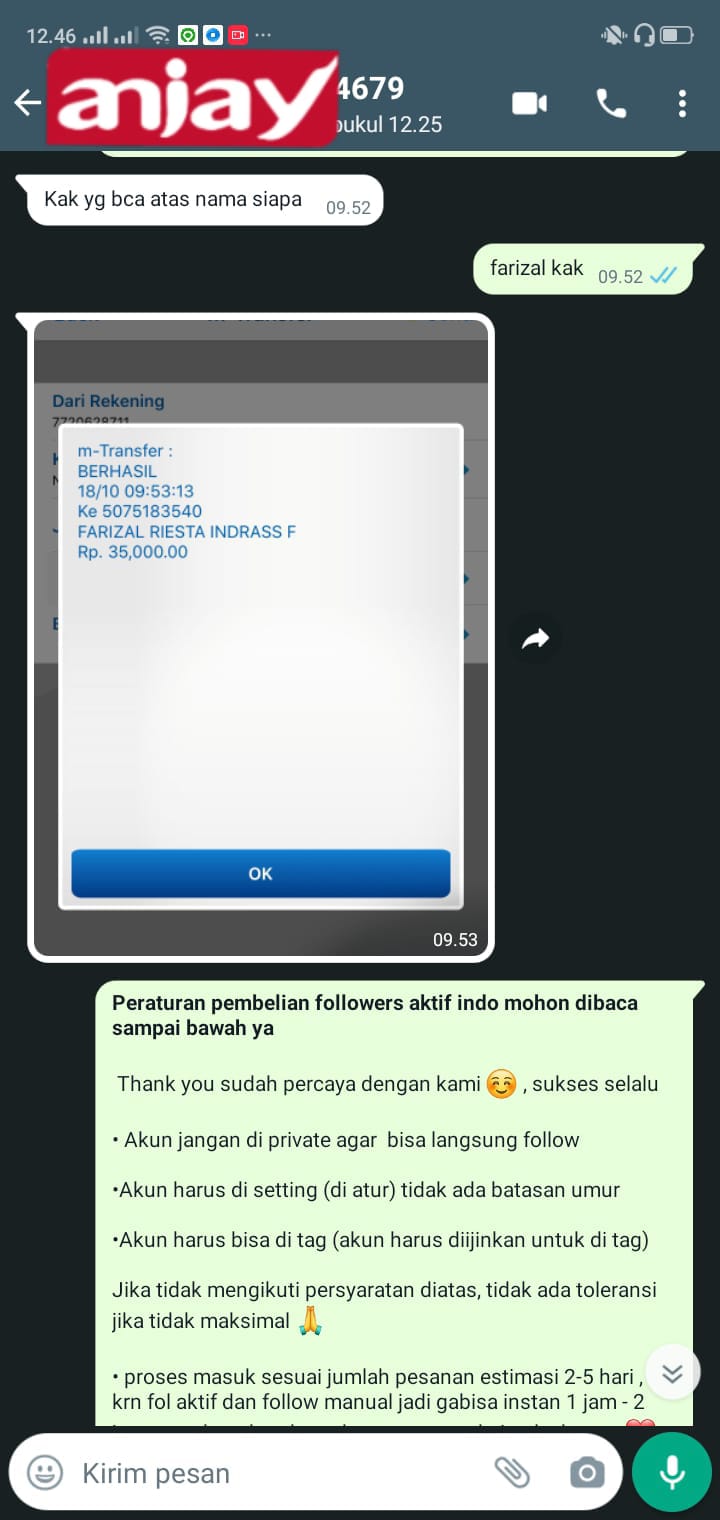 12.46
anjay
4679
pukul 12.25
Kak yg bca atas nama siapa
09.52
farizal kak
09.52
Dari Rekening
7720628711
m-Transfer :
BERHASIL
18/10 09:53:13
Ke 5075183540
FARIZAL RIESTA INDRASS F
Rp. 35,000.00
OK
09.53
Peraturan pembelian followers aktif indo mohon dibaca
sampai bawah ya
Thank you sudah percaya dengan kami 😊 , sukses selalu
• Akun jangan di private agar bisa langsung follow
•Akun harus di setting (di atur) tidak ada batasan umur
•Akun harus bisa di tag (akun harus diijinkan untuk di tag)
Jika tidak mengikuti persyaratan diatas, tidak ada toleransi
jika tidak maksimal 🙏
• proses masuk sesuai jumlah pesanan estimasi 2-5 hari ,
krn fol aktif dan follow manual jadi gabisa instan 1 jam - 2
Kirim pesan